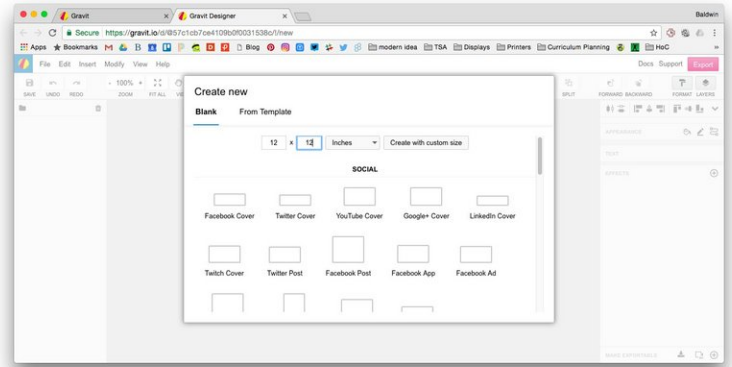 Gravit
Gravit Designer
Baldwin
Secure https://gravit.io/d/@57c1cb7ce4109b0f0031538c/l/new
Apps Bookmarks Blog modern idea TSA Displays Printers Curriculum Planning HoC
File Edit Insert Modify View Help Docs Support Export
SAVE UNDO REDO
- 100% +
ZOOM FIT ALL
SPLIT FORWARD BACKWARD FORMAT LAYERS
Create new
Blank From Template
12 x 12 Inches Create with custom size
SOCIAL
Facebook Cover Twitter Cover YouTube Cover Google+ Cover LinkedIn Cover
Twitch Cover Twitter Post Facebook Post Facebook App Facebook Ad
APPEARANCE
TEXT
EFFECTS
MAKE EXPORTABLE